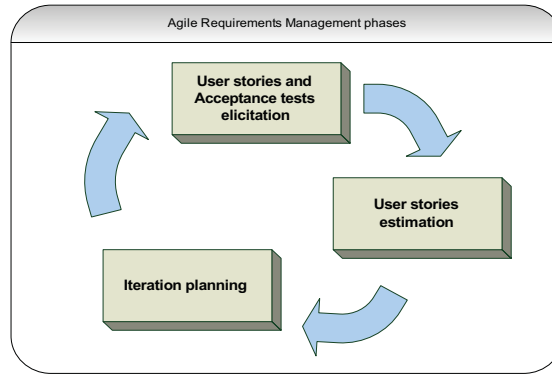 Agile Requirements Management phases
User stories and
Acceptance tests
elicitation
User stories
estimation
Iteration planning